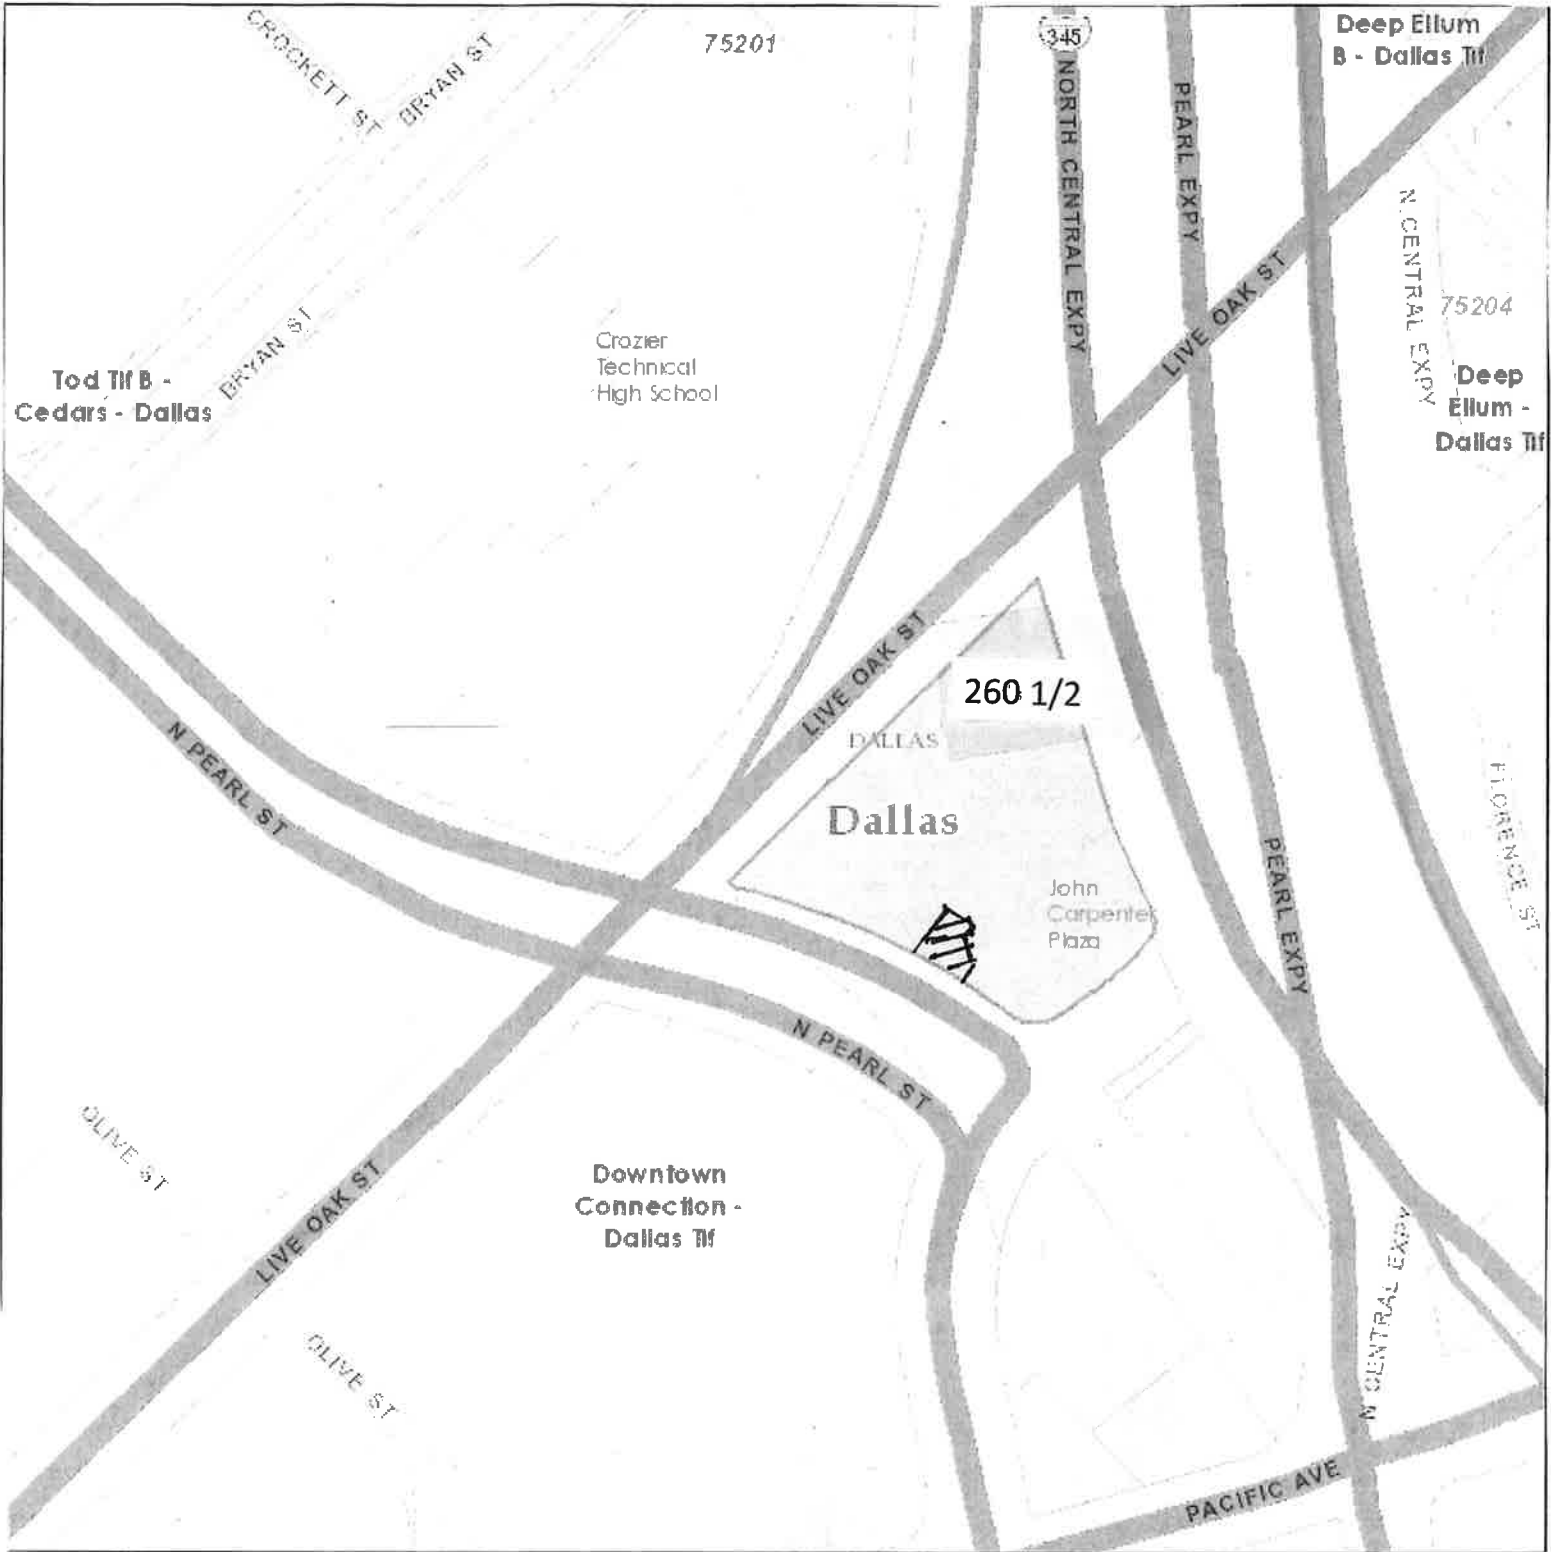 CROCKETT ST
BRYAN ST
75201
345
Deep Ellum
B - Dallas Tif
NORTH CENTRAL EXPY
PEARL EXPY
N CENTRAL EXPY
75204
LIVE OAK ST
BRYAN ST
Crozier
Technical
High School
Tod Tif B -
Cedars - Dallas
Deep
Ellum -
Dallas Tif
LIVE OAK ST
260 1/2
DALLAS
N PEARL ST
Dallas
FLORENCE ST
PEARL EXPY
John
Carpenter
Plaza
N PEARL ST
OLIVE ST
LIVE OAK ST
Downtown
Connection -
Dallas Tif
N CENTRAL EXPY
OLIVE ST
PACIFIC AVE